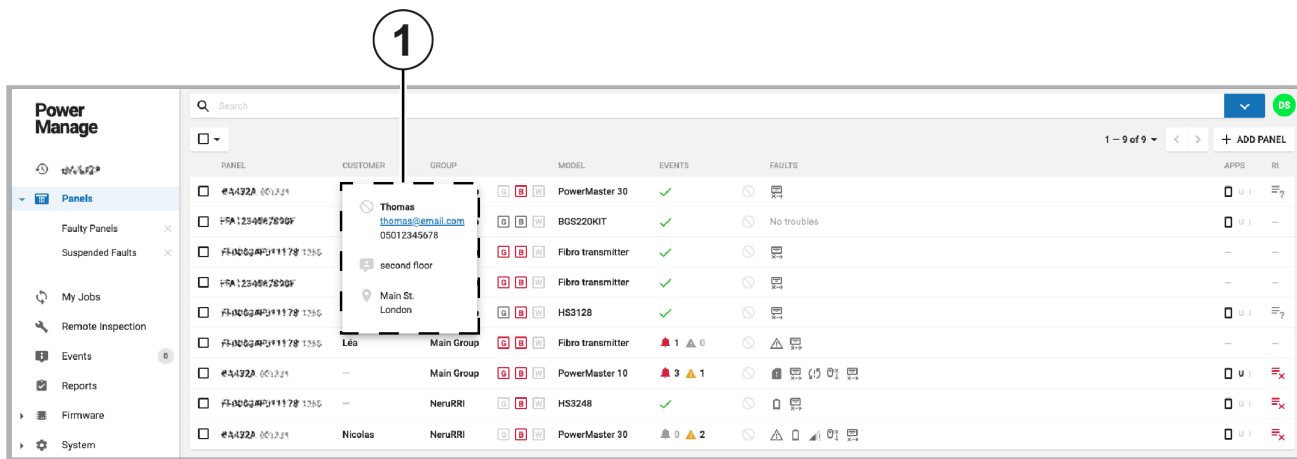 1
Power
Manage
Search
DS
1 – 9 of 9
+ ADD PANEL
PANEL CUSTOMER GROUP MODEL EVENTS FAULTS APPS RI
Panels
Faulty Panels
Suspended Faults
My Jobs
Remote Inspection
Events 0
Reports
Firmware
System
G B W PowerMaster 30
G B W BGS220KIT No troubles
G B W Fibro transmitter
G B W Fibro transmitter
G B W HS3128
Léa Main Group G B W Fibro transmitter 1 0
— Main Group G B W PowerMaster 10 3 1
— NeruRRI G B W HS3248
Nicolas NeruRRI G B W PowerMaster 30 0 2
Thomas
thomas@email.com
05012345678
second floor
Main St.
London